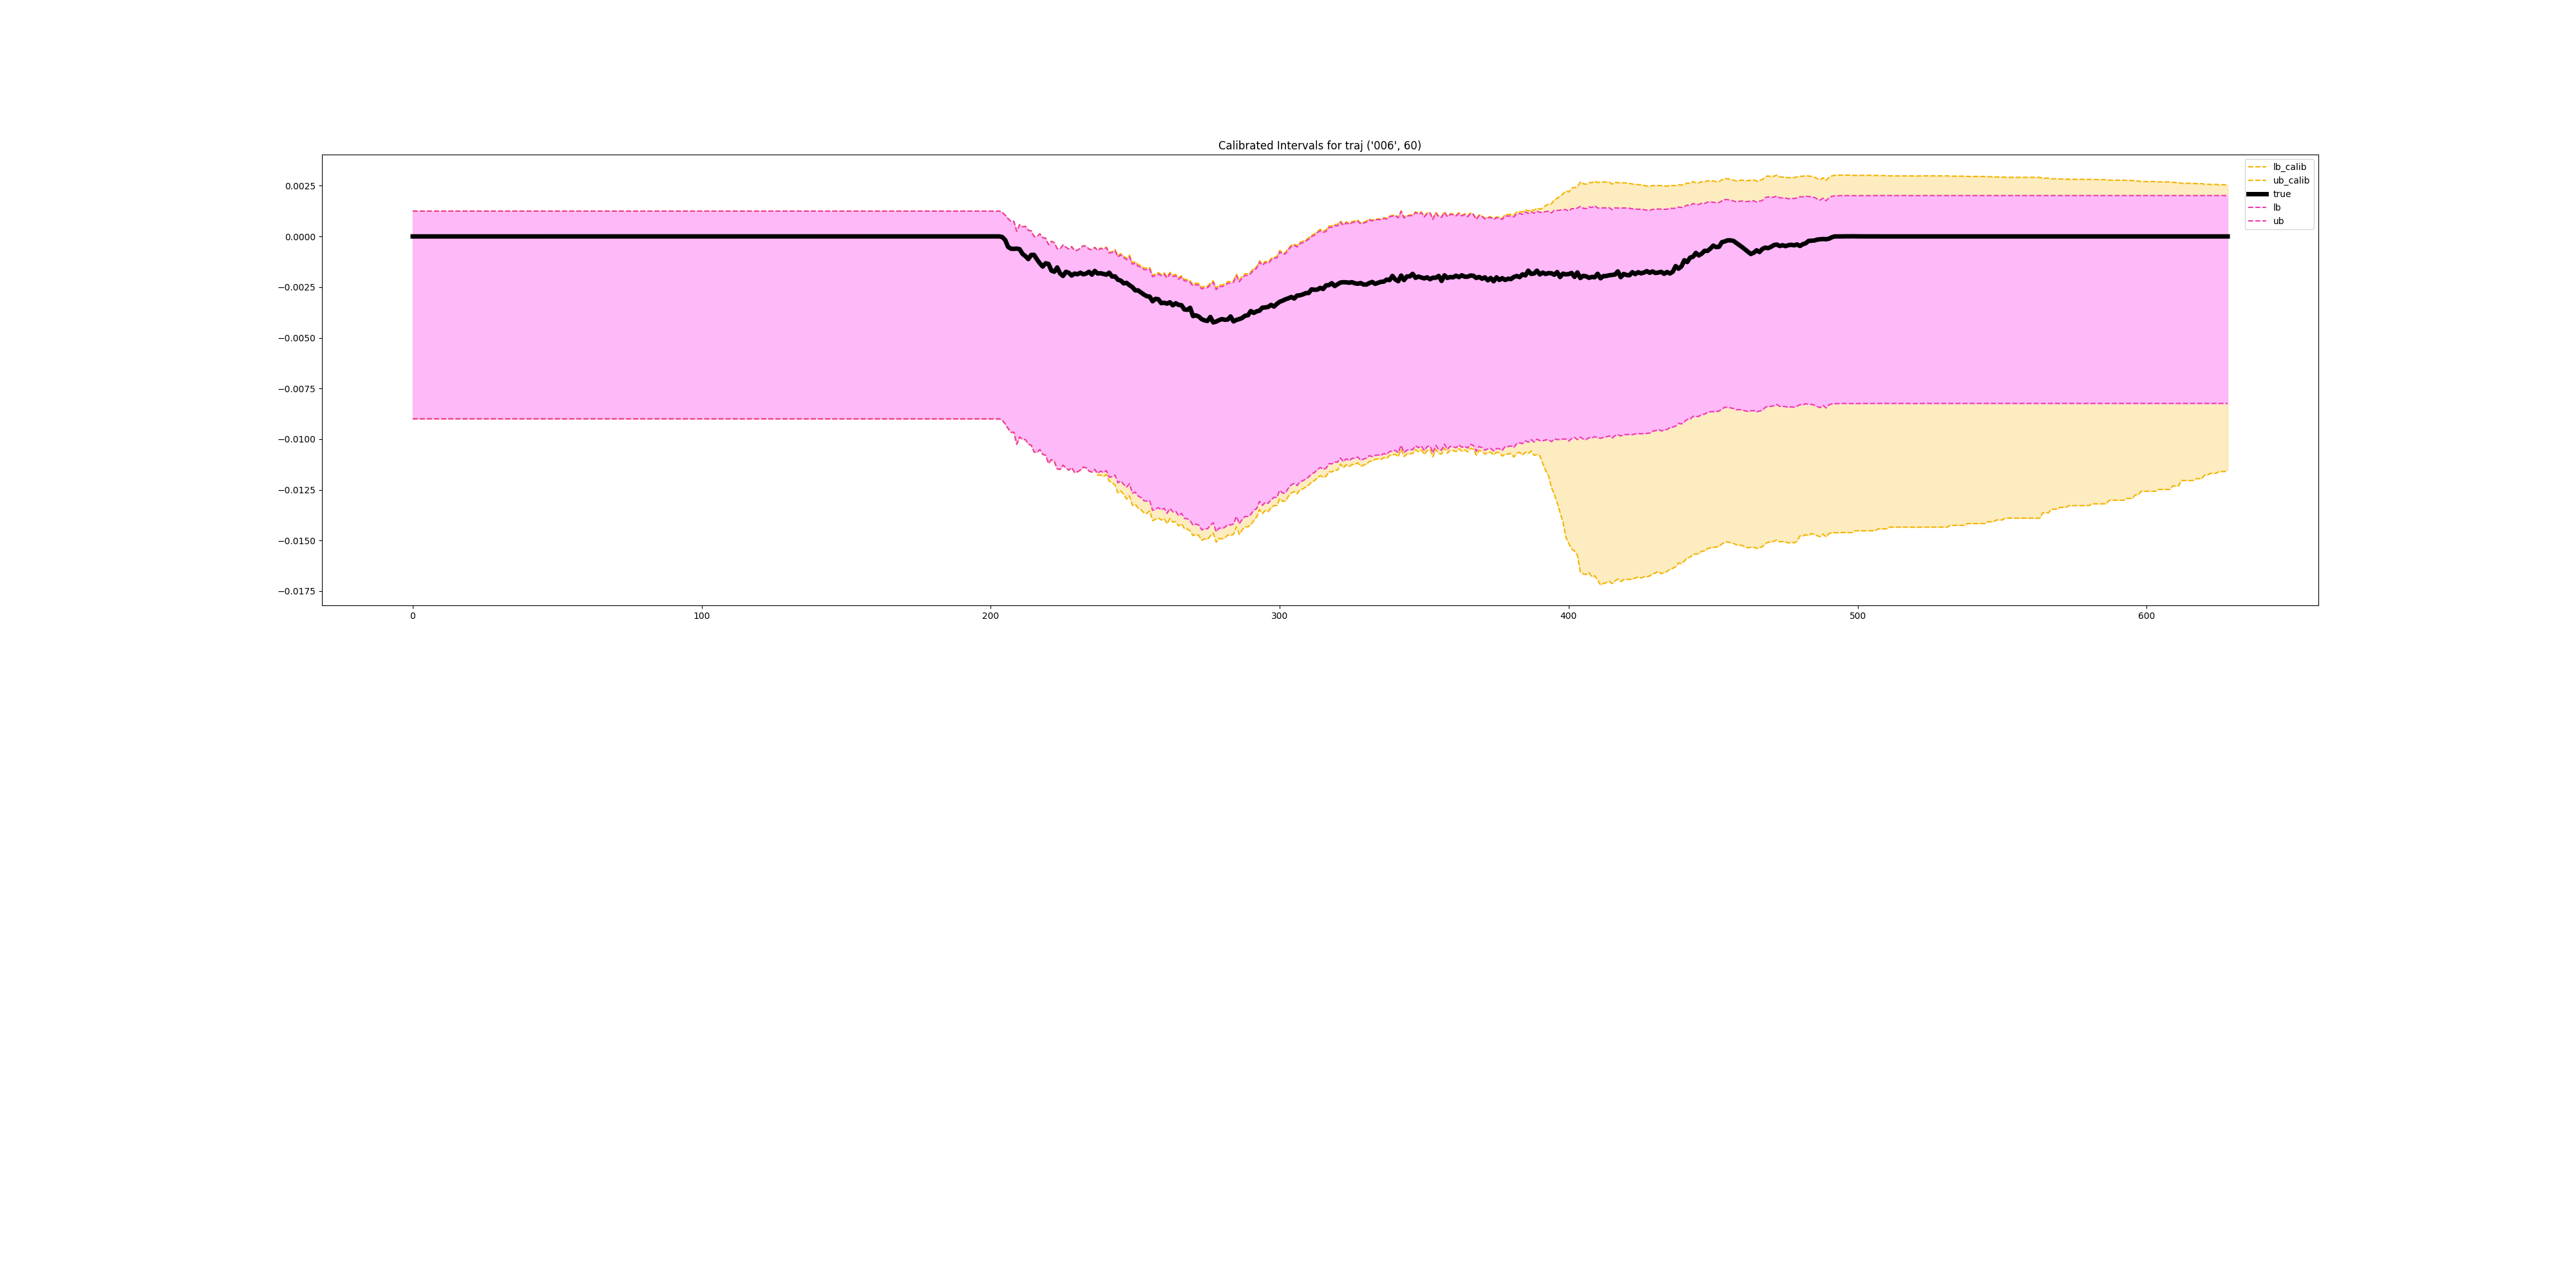 Calibrated Intervals for traj ('006', 60)
lb_calib
ub_calib
true
lb
ub
0.0025
0.0000
−0.0025
−0.0050
−0.0075
−0.0100
−0.0125
−0.0150
−0.0175
0 100 200 300 400 500 600